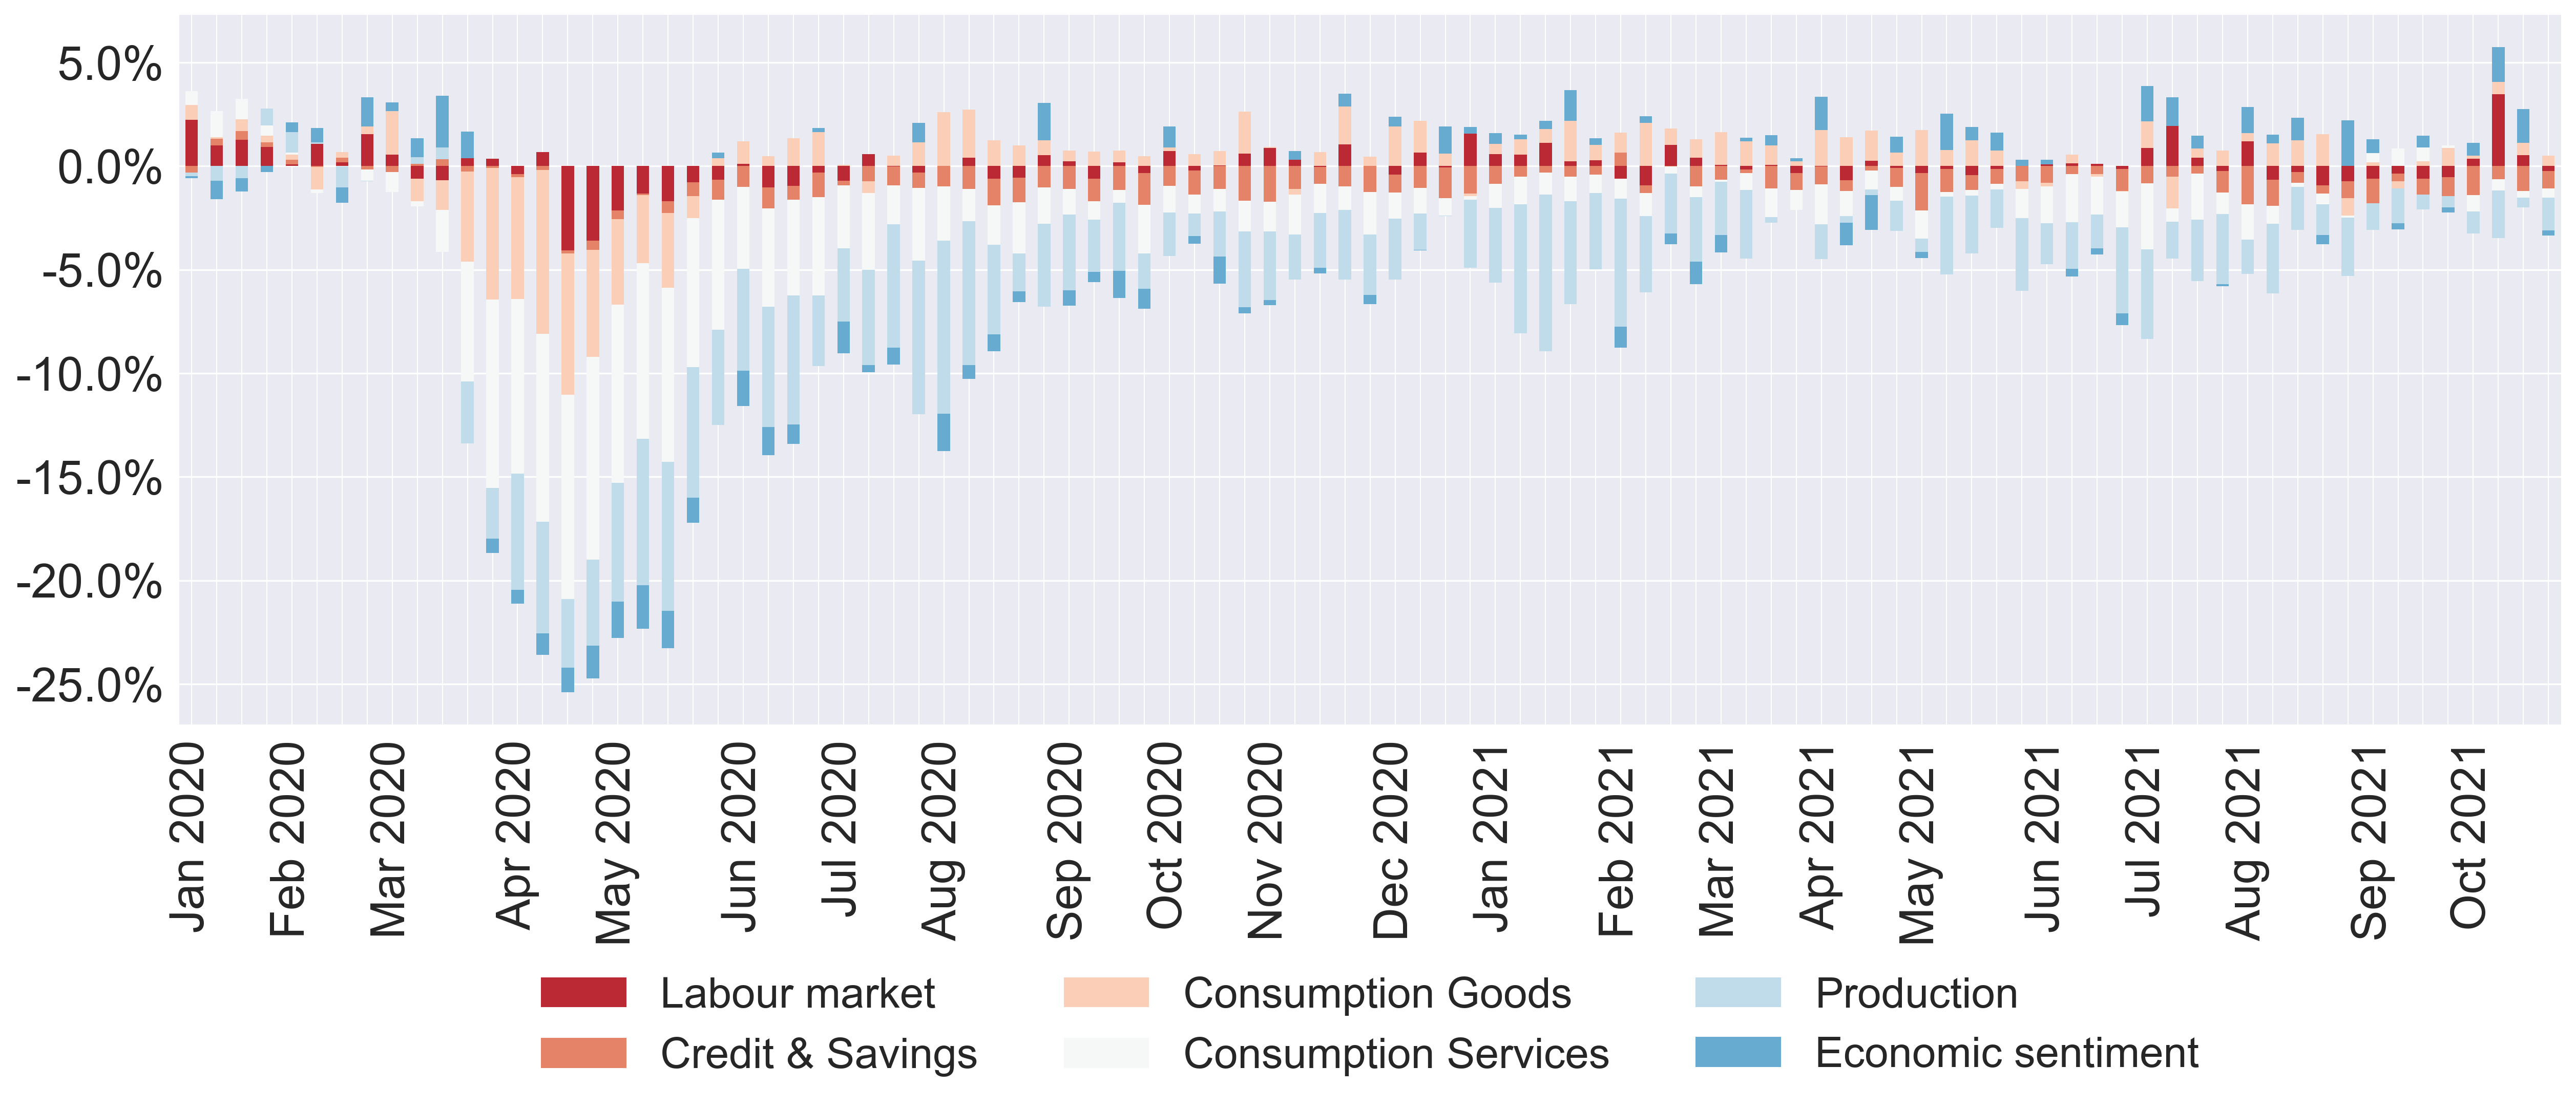 5.0%
0.0%
-5.0%
-10.0%
-15.0%
-20.0%
-25.0%
Jan 2020
Feb 2020
Mar 2020
Apr 2020
May 2020
Jun 2020
Jul 2020
Aug 2020
Sep 2020
Oct 2020
Nov 2020
Dec 2020
Jan 2021
Feb 2021
Mar 2021
Apr 2021
May 2021
Jun 2021
Jul 2021
Aug 2021
Sep 2021
Oct 2021
Labour market
Consumption Goods
Production
Credit & Savings
Consumption Services
Economic sentiment